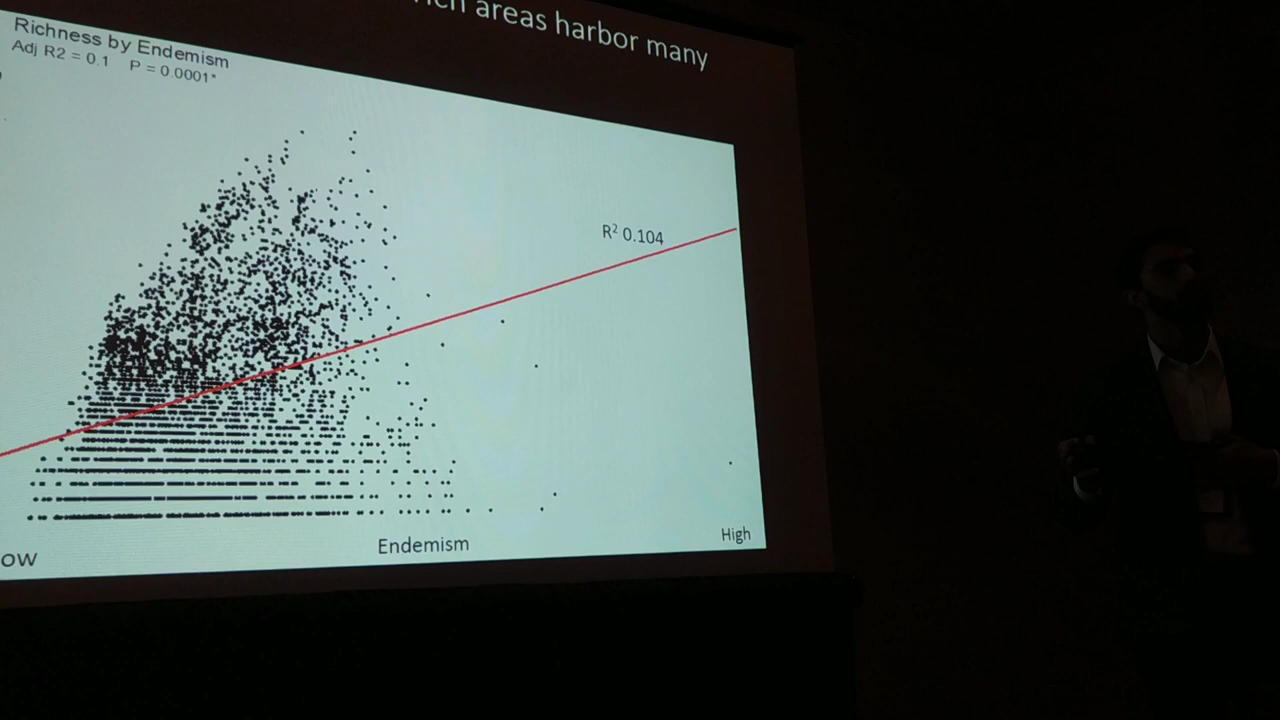 areas harbor many
Richness by Endemism
Adj R2 = 0.1 P = 0.0001*
R² 0.104
Endemism
High
ow